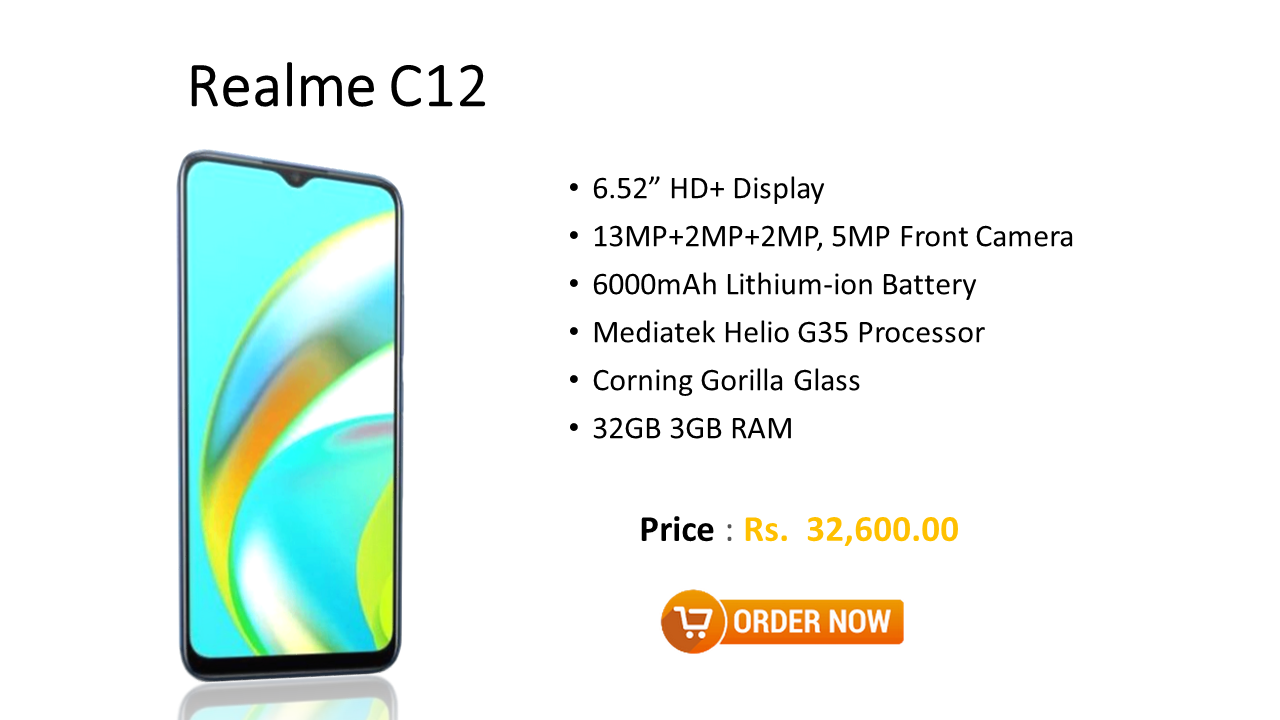 Realme C12
• 6.52” HD+ Display
• 13MP+2MP+2MP, 5MP Front Camera
• 6000mAh Lithium-ion Battery
• Mediatek Helio G35 Processor
• Corning Gorilla Glass
• 32GB 3GB RAM
Price : Rs.  32,600.00
ORDER NOW